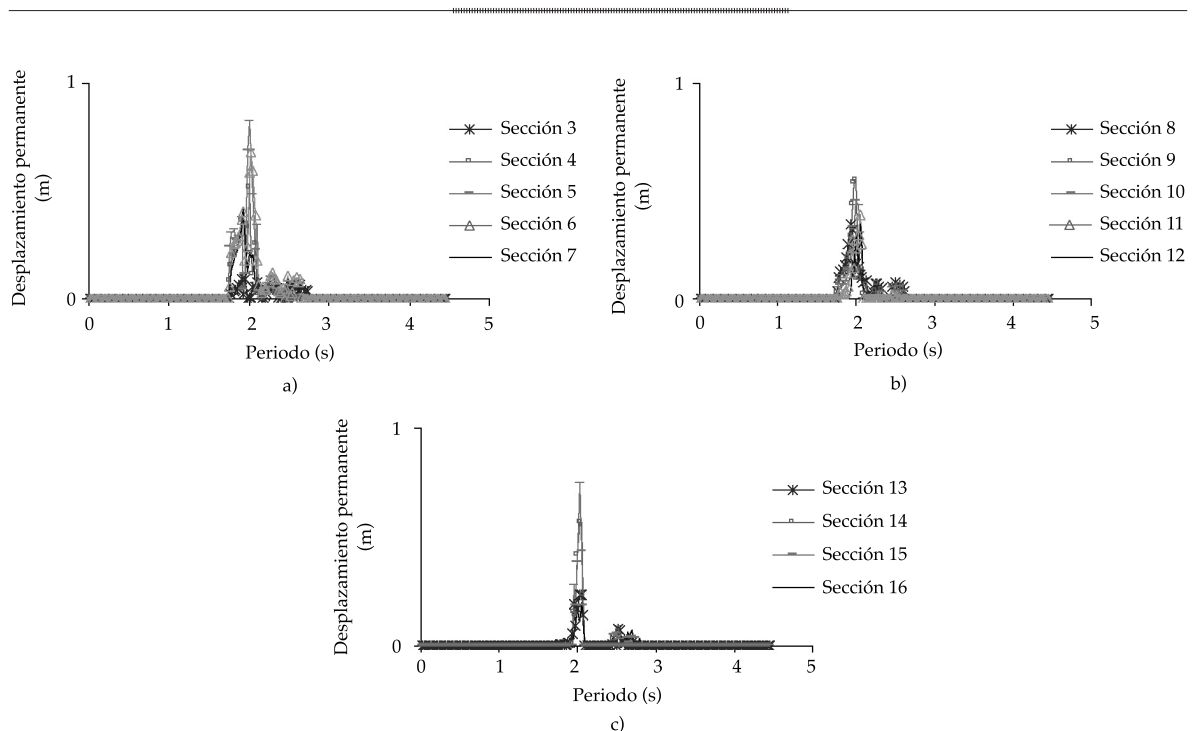 Desplazamiento permanente
(m)
1
0
0 1 2 3 4 5
Periodo (s)
Sección 3
Sección 4
Sección 5
Sección 6
Sección 7
a)
Desplazamiento permanente
(m)
1
0
0 1 2 3 4 5
Periodo (s)
Sección 8
Sección 9
Sección 10
Sección 11
Sección 12
b)
Desplazamiento permanente
(m)
1
0
0 1 2 3 4 5
Periodo (s)
Sección 13
Sección 14
Sección 15
Sección 16
c)